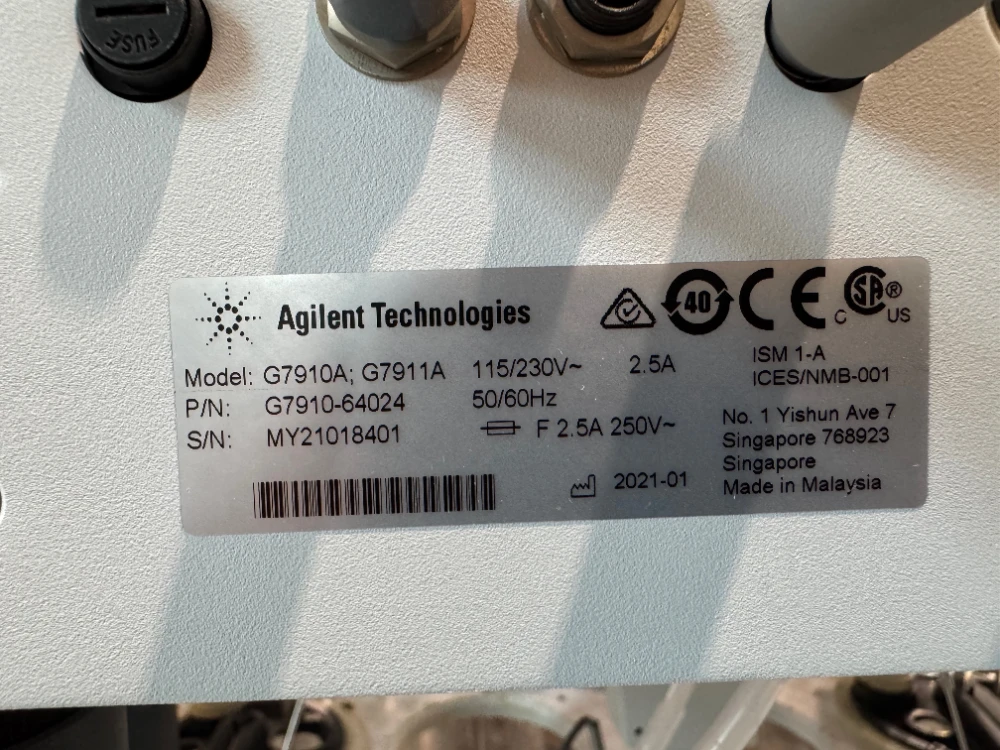 FUSE
Agilent Technologies
40
CE
SA
®
C
US
Model: G7910A; G7911A
115/230V~
2.5A
ISM 1-A
ICES/NMB-001
P/N: G7910-64024
50/60Hz
S/N: MY21018401
F 2.5A 250V~
No. 1 Yishun Ave 7
Singapore 768923
Singapore
Made in Malaysia
2021-01